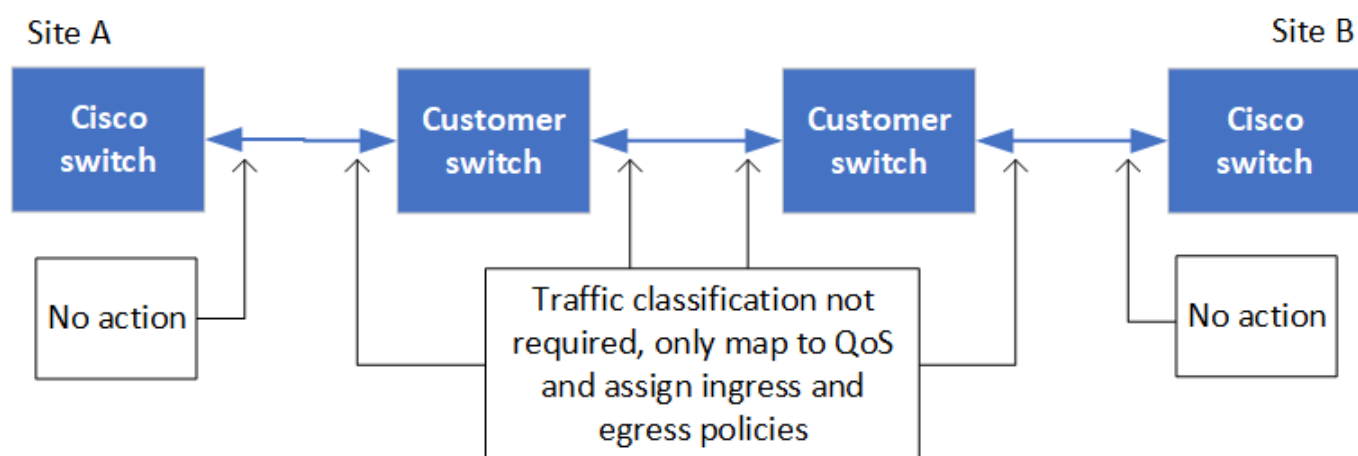 Site A
Site B
Cisco
switch
Customer
switch
Customer
switch
Cisco
switch
No action
Traffic classification not
required, only map to QoS
and assign ingress and
egress policies
No action